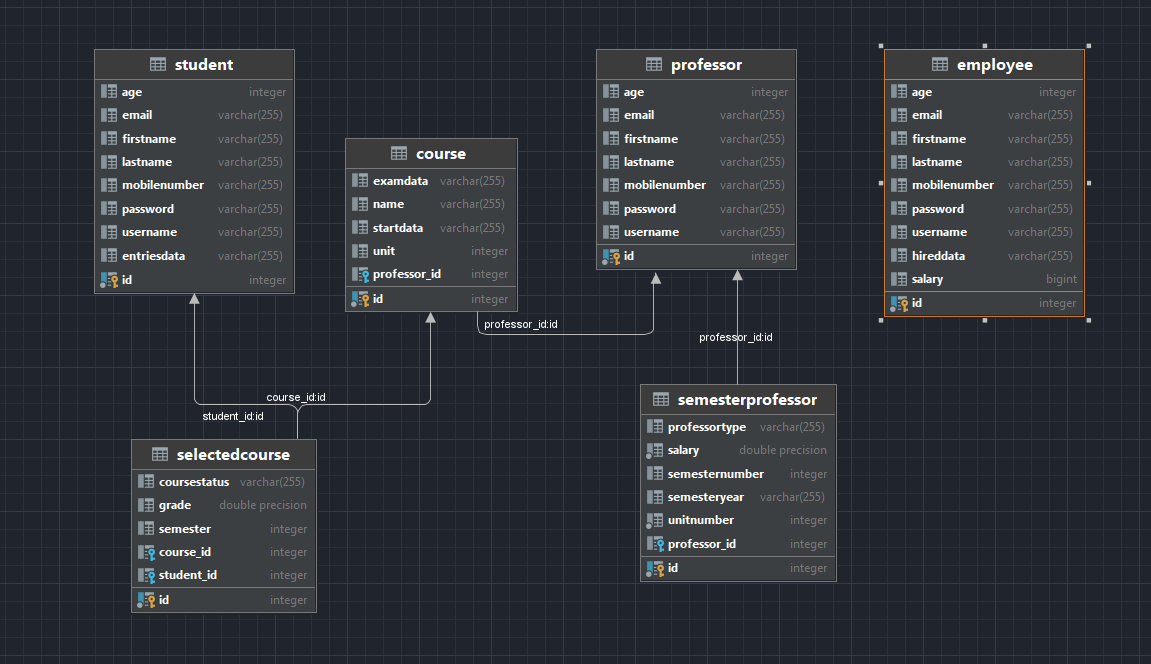 student
age integer
email varchar(255)
firstname varchar(255)
lastname varchar(255)
mobilenumber varchar(255)
password varchar(255)
username varchar(255)
entriesdata varchar(255)
id integer
course
examdata varchar(255)
name varchar(255)
startdata varchar(255)
unit integer
professor_id integer
id integer
professor
age integer
email varchar(255)
firstname varchar(255)
lastname varchar(255)
mobilenumber varchar(255)
password varchar(255)
username varchar(255)
id integer
employee
age integer
email varchar(255)
firstname varchar(255)
lastname varchar(255)
mobilenumber varchar(255)
password varchar(255)
username varchar(255)
hireddata varchar(255)
salary bigint
id integer
professor_id:id
professor_id:id
course_id:id
student_id:id
selectedcourse
coursestatus varchar(255)
grade double precision
semester integer
course_id integer
student_id integer
id integer
semesterprofessor
professortype varchar(255)
salary double precision
semesternumber integer
semesteryear varchar(255)
unitnumber integer
professor_id integer
id integer